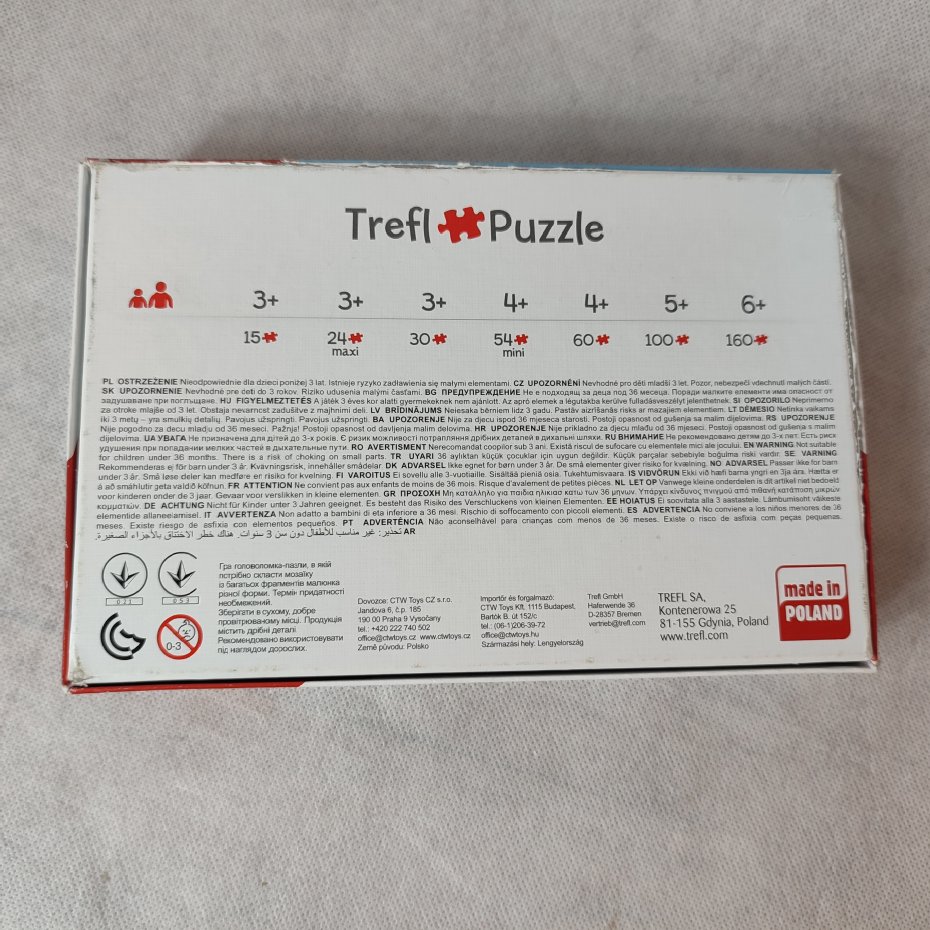 Trefl Puzzle
3+ 3+ 3+ 4+ 4+ 5+ 6+
15 24 30 54 60 100 160
maxi mini
PL OSTRZEŻENIE Nieodpowiednie dla dzieci poniżej 3 lat. Istnieje ryzyko zadławienia się małymi elementami. CZ UPOZORNĚNÍ Nevhodné pro děti mladší 3 let. Pozor, nebezpečí vdechnutí malých částí.
SK UPOZORNENIE Nevhodné pre deti do 3 rokov. Riziko udusenia malými časťami. BG ПРЕДУПРЕЖДЕНИЕ Не е подходящ за деца под 36 месеца. Поради малките елементи има опасност от
задушаване при поглъщане. HU FIGYELMEZTETÉS A játék 3 éves kor alatti gyermekeknek nem ajánlott. Az apró elemek a légutakba kerülve fulladásveszélyt jelenthetnek. SI OPOZORILO Neprimerno
za otroke mlajše od 3 let. Obstaja nevarnost zadušitve z majhnimi deli. LV BRĪDINĀJUMS Neiesaka bērniem līdz 3 gadu. Pastāv aizrīšanās risks ar mazajiem elementiem. LT DĖMESIO Netinka vaikams
iki 3 metų – yra smulkių detalių. Pavojus užspringti. Pavojus užspringti. BA UPOZORENJE Nije za djecu ispod 36 mjeseca starosti. Postoji opasnost od gušenja sa malim dijelovima. RS UPOZORENJE
Nije pogodno za decu mlađu od 36 meseci. Pažnja! Postoji opasnost od davljenja malim delovima. HR UPOZORENJE Nije prikladno za djecu mlađu od 36 mjeseci. Postoji opasnost od gušenja s malim
dijelovima. UA УВАГА Не призначена для дітей до 3-х років. Є ризик можливості потрапляння дрібних деталей в дихальні шляхи. RU ВНИМАНИЕ Не рекомендовано детям до 3-х лет. Есть риск
удушения при попадании мелких частей в дыхательные пути. RO AVERTISMENT Nerecomandat copiilor sub 3 ani. Există riscul de sufocare cu elementele mici ale jocului. EN WARNING Not suitable
for children under 36 months. There is a risk of choking on small parts. TR UYARI 36 aylıktan küçük çocuklar için uygun değildir. Küçük parçalar sebebiyle boğulma riski vardır. SE VARNING
Rekommenderas ej för barn under 3 år. Kvävningsrisk, innehåller smådelar. DK ADVARSEL Ikke egnet for børn under 3 år. De små elementer giver risiko for kvælning. NO ADVARSEL Passer ikke for barn
under 3 år. Små løse deler kan medføre en risiko for kvelning. FI VAROITUS Ei sovellu alle 3-vuotiaille. Sisältää pieniä osia. Tukehtumisvaara. IS VIÐVÖRUN Ekki við hæfi barna yngri en 3ja ára. Hætta er
á að smáhlutir geta valdið köfnun. FR ATTENTION Ne convient pas aux enfants de moins de 36 mois. Risque d'avalement de petites pièces. NL LET OP Vanwege kleine onderdelen is dit artikel niet bedoeld
voor kinderen onder de 3 jaar. Gevaar voor verslikken in kleine elementen. GR ΠΡΟΣΟΧΗ Μη κατάλληλο για παιδια ηλικιας κατω των 36 μηνων. Υπάρχει κίνδυνος πνιγμού από πιθανή κατάποση μικρών
κομματιών. DE ACHTUNG Nicht für Kinder unter 3 Jahren geeignet. Es besteht das Risiko des Verschluckens von kleinen Elementen. EE HOIATUS Ei soovitata alla 3 aastastele. Lämbumisoht väikeste
elementide allaneelamisel. IT AVVERTENZA Non adatto a bambini di eta inferiore a 36 mesi. Rischio di soffocamento con piccoli elementi. ES ADVERTENCIA No conviene a los niños menores de 36
meses. Existe riesgo de asfixia con elementos pequeños. PT ADVERTÊNCIA Não aconselhável para crianças com menos de 36 meses. Existe o risco de asfixia com peças pequenas.
AR تحذير: غير مناسب للأطفال دون سن 3 سنوات. هناك خطر الاختناق بالأجزاء الصغيرة.
021 053
0-3
Гра головоломка-пазли, в якій
потрібно скласти мозаїку
із багатьох фрагментів малюнка
різної форми. Термін придатності
необмежений.
Зберігати в сухому, добре
провітрюваному місці. Продукція
містить дрібні деталі.
Рекомендовано використовувати
під наглядом дорослих.
Dovozce: CTW Toys CZ s.r.o.
Jandova 6, č.p. 185
190 00 Praha 9 Vysočany
tel.: +420 222 740 502
office@ctwtoys.cz www.ctwtoys.cz
Země původu: Polsko
Importőr és forgalmazó:
CTW Toys Kft. 1115 Budapest,
Bartók B. út 152/c
tel.: (06-1)206-39-72
office@ctwtoys.hu
Származási hely: Lengyelország
Trefl GmbH
Haferwende 36
D-28357 Bremen
vertrieb@trefl.com
TREFL SA,
Kontenerowa 25
81-155 Gdynia, Poland
www.trefl.com
made in
POLAND